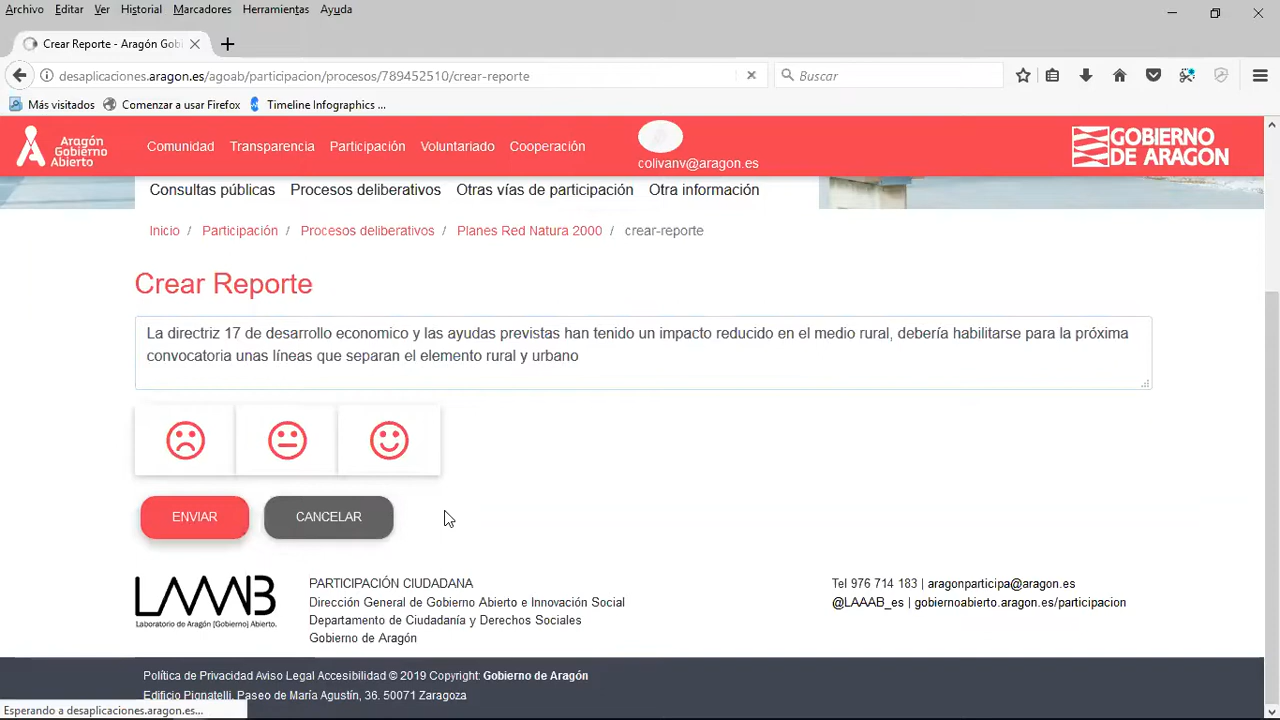 Archivo Editar Ver Historial Marcadores Herramientas Ayuda
Crear Reporte - Aragón Gobi
desaplicaciones.aragon.es/agoab/participacion/procesos/789452510/crear-reporte
Buscar
Más visitados Comenzar a usar Firefox Timeline Infographics ...
Aragón Gobierno Abierto
Comunidad Transparencia Participación Voluntariado Cooperación
colivanv@aragon.es
GOBIERNO DE ARAGON
Consultas públicas Procesos deliberativos Otras vías de participación Otra información
Inicio / Participación / Procesos deliberativos / Planes Red Natura 2000 / crear-reporte
Crear Reporte
La directriz 17 de desarrollo economico y las ayudas previstas han tenido un impacto reducido en el medio rural, debería habilitarse para la próxima
convocatoria unas líneas que separan el elemento rural y urbano
ENVIAR CANCELAR
LAAAB
Laboratorio de Aragón [Gobierno] Abierto.
PARTICIPACIÓN CIUDADANA
Dirección General de Gobierno Abierto e Innovación Social
Departamento de Ciudadanía y Derechos Sociales
Gobierno de Aragón
Tel 976 714 183 | aragonparticipa@aragon.es
@LAAAB_es | gobiernoabierto.aragon.es/participacion
Política de Privacidad Aviso Legal Accesibilidad © 2019 Copyright: Gobierno de Aragón
Edificio Pignatelli. Paseo de María Agustín, 36. 50071 Zaragoza
Esperando a desaplicaciones.aragon.es...